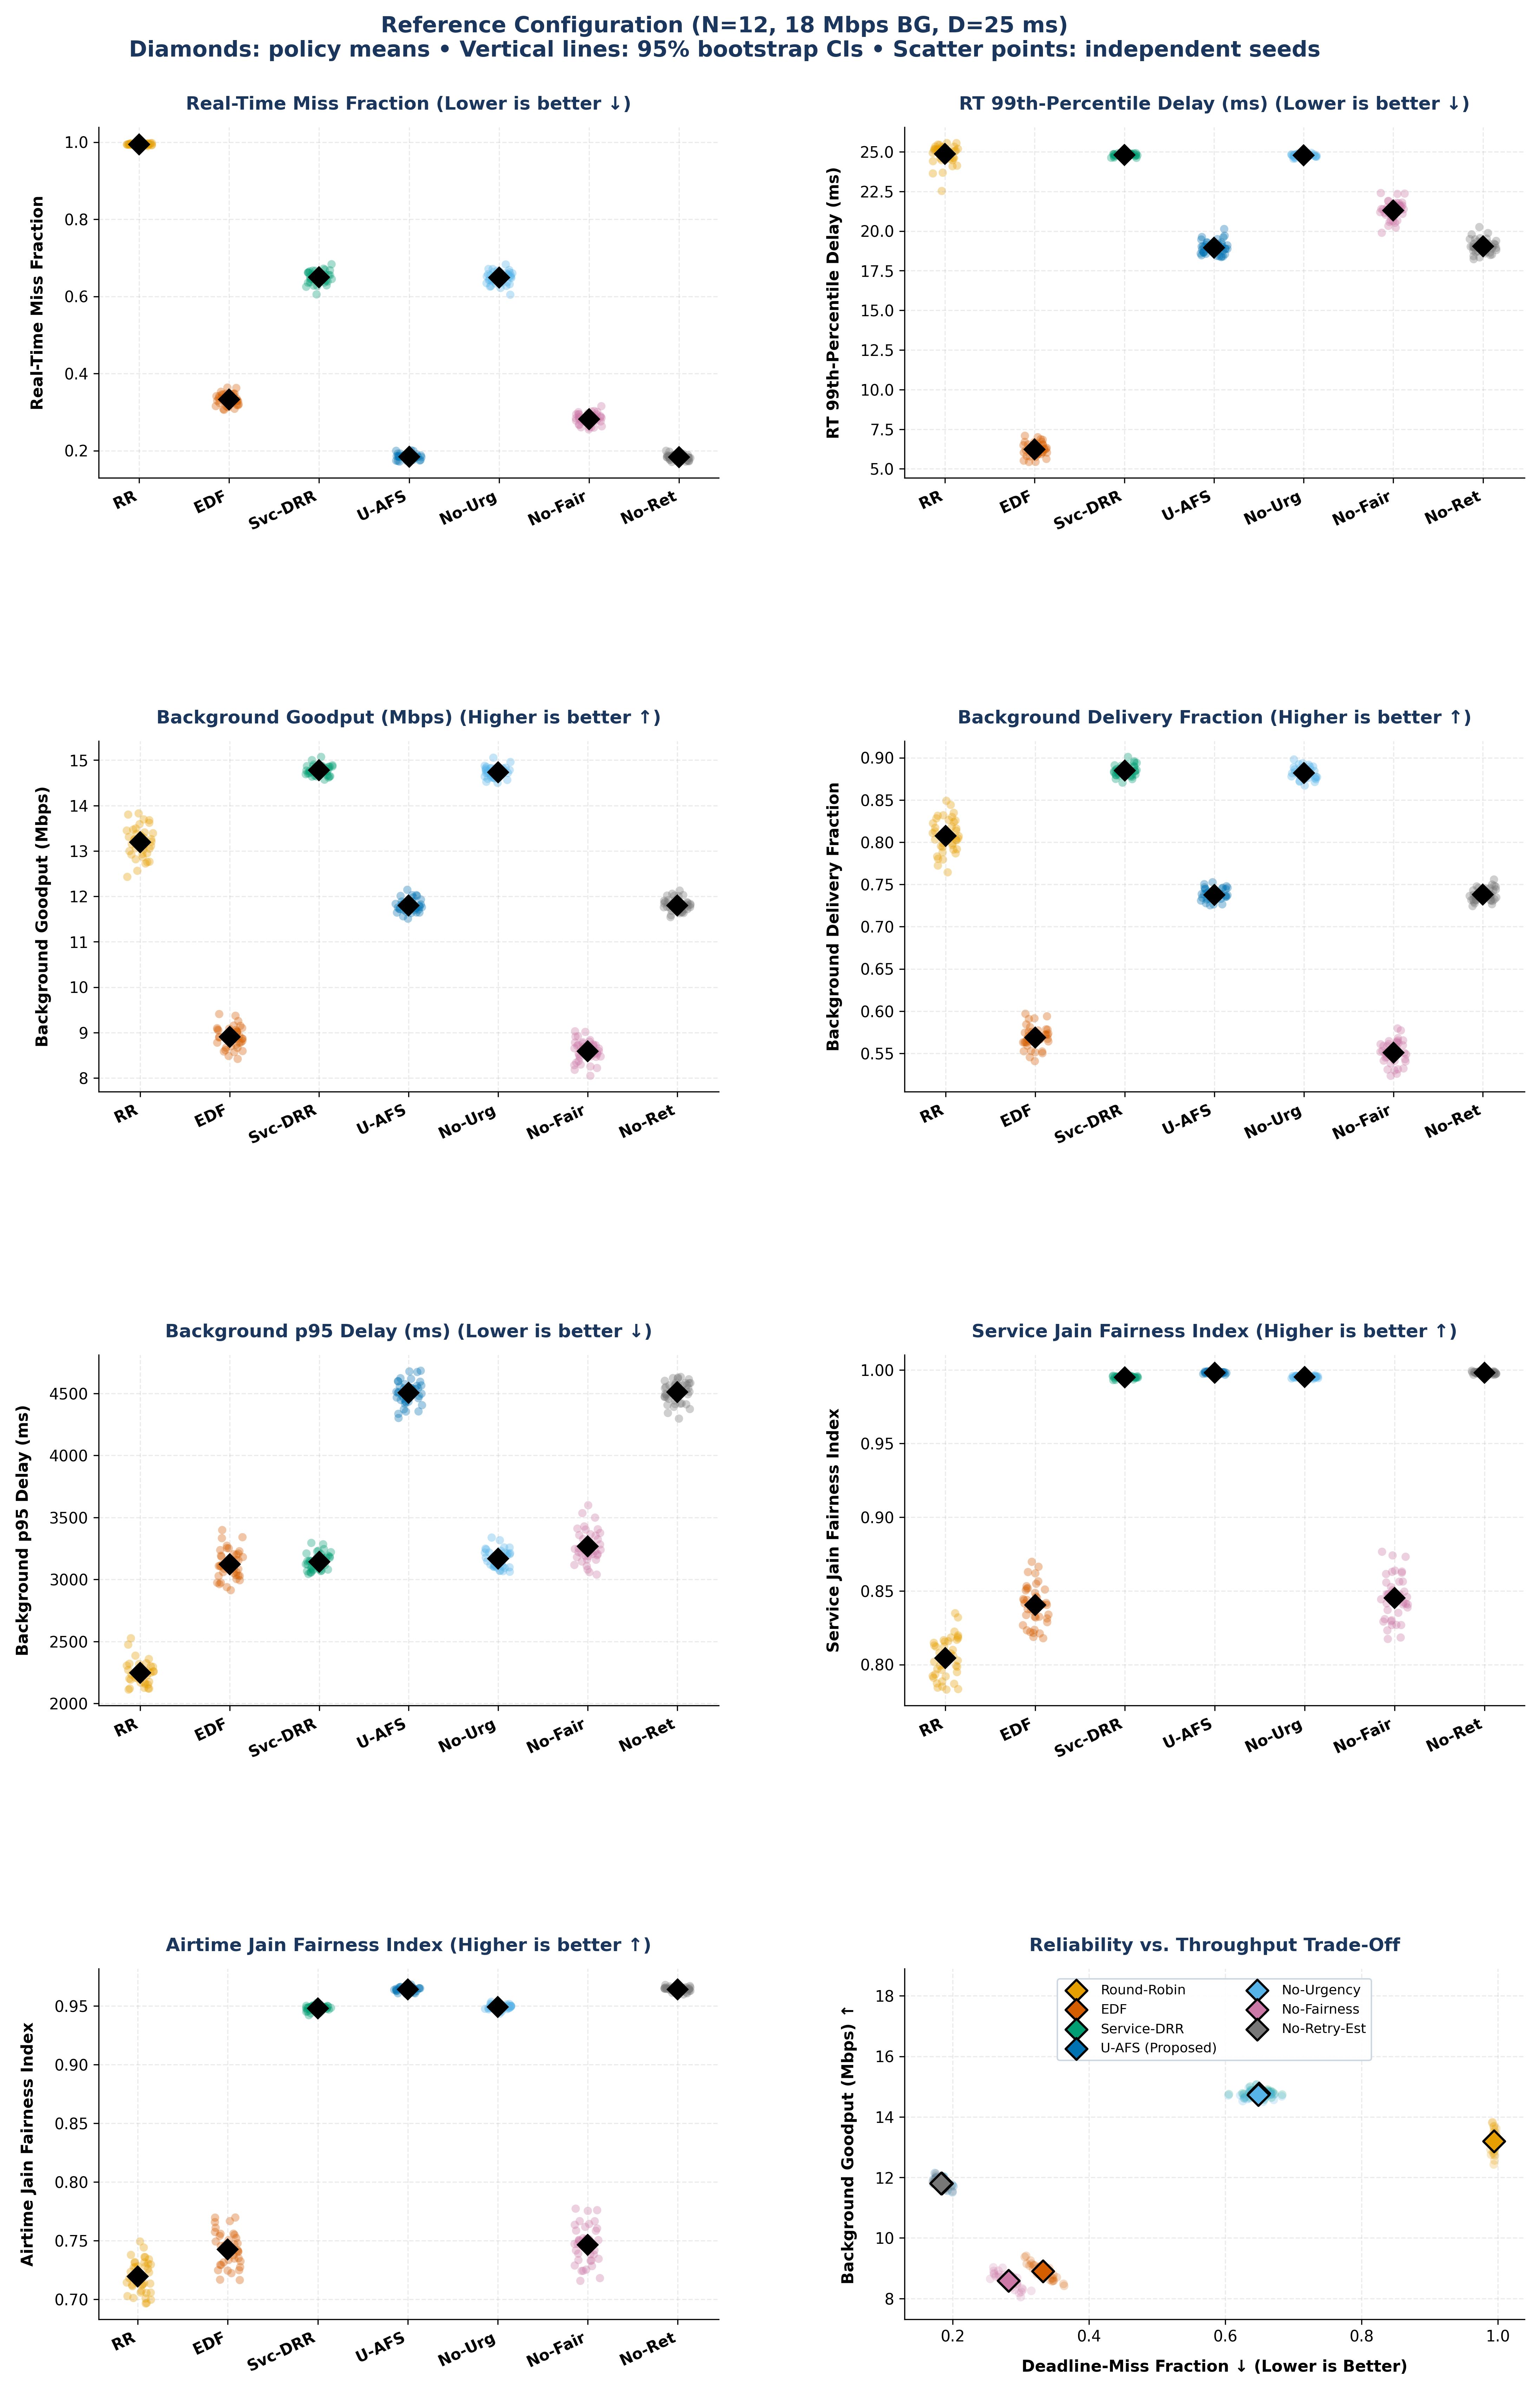 Reference Configuration (N=12, 18 Mbps BG, D=25 ms)
Diamonds: policy means • Vertical lines: 95% bootstrap CIs • Scatter points: independent seeds
Real-Time Miss Fraction (Lower is better ↓)
Real-Time Miss Fraction
1.0
0.8
0.6
0.4
0.2
RR
EDF
Svc-DRR
U-AFS
No-Urg
No-Fair
No-Ret
RT 99th-Percentile Delay (ms) (Lower is better ↓)
RT 99th-Percentile Delay (ms)
25.0
22.5
20.0
17.5
15.0
12.5
10.0
7.5
5.0
RR
EDF
Svc-DRR
U-AFS
No-Urg
No-Fair
No-Ret
Background Goodput (Mbps) (Higher is better ↑)
Background Goodput (Mbps)
15
14
13
12
11
10
9
8
RR
EDF
Svc-DRR
U-AFS
No-Urg
No-Fair
No-Ret
Background Delivery Fraction (Higher is better ↑)
Background Delivery Fraction
0.90
0.85
0.80
0.75
0.70
0.65
0.60
0.55
RR
EDF
Svc-DRR
U-AFS
No-Urg
No-Fair
No-Ret
Background p95 Delay (ms) (Lower is better ↓)
Background p95 Delay (ms)
4500
4000
3500
3000
2500
2000
RR
EDF
Svc-DRR
U-AFS
No-Urg
No-Fair
No-Ret
Service Jain Fairness Index (Higher is better ↑)
Service Jain Fairness Index
1.00
0.95
0.90
0.85
0.80
RR
EDF
Svc-DRR
U-AFS
No-Urg
No-Fair
No-Ret
Airtime Jain Fairness Index (Higher is better ↑)
Airtime Jain Fairness Index
0.95
0.90
0.85
0.80
0.75
0.70
RR
EDF
Svc-DRR
U-AFS
No-Urg
No-Fair
No-Ret
Reliability vs. Throughput Trade-Off
Background Goodput (Mbps) ↑
18
16
14
12
10
8
Round-Robin
EDF
Service-DRR
U-AFS (Proposed)
No-Urgency
No-Fairness
No-Retry-Est
0.2
0.4
0.6
0.8
1.0
Deadline-Miss Fraction ↓ (Lower is Better)